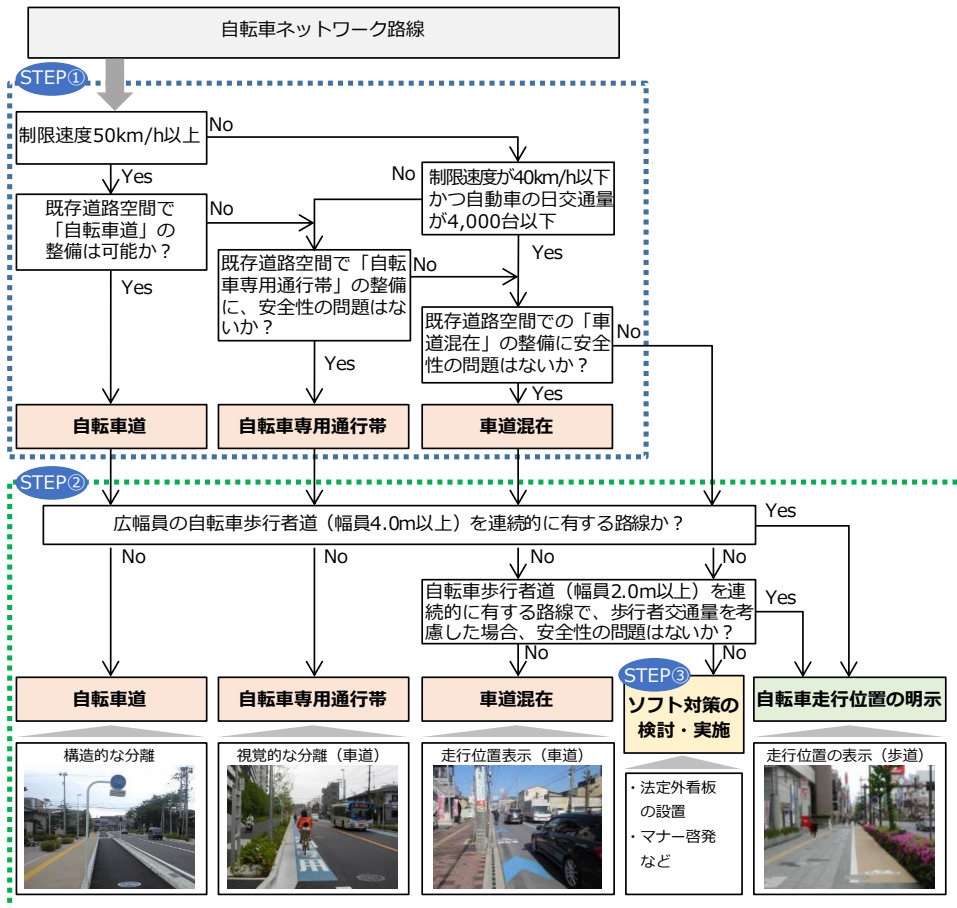 自転車ネットワーク路線
STEP①
制限速度50km/h以上
No
Yes
制限速度が40km/h以下
かつ自動車の日交通量
が4,000台以下
No
Yes
既存道路空間で
「自転車道」の
整備は可能か？
No
Yes
既存道路空間で「自転
車専用通行帯」の整備
に、安全性の問題はな
いか？
No
Yes
既存道路空間での「車
道混在」の整備に安全
性の問題はないか？
No
Yes
自転車道
自転車専用通行帯
車道混在
STEP②
広幅員の自転車歩行者道（幅員4.0m以上）を連続的に有する路線か？
Yes
No
No
No
No
自転車歩行者道（幅員2.0m以上）を連
続的に有する路線で、歩行者交通量を考
慮した場合、安全性の問題はないか？
Yes
No
No
STEP③
自転車道
自転車専用通行帯
車道混在
ソフト対策の
検討・実施
自転車走行位置の明示
構造的な分離
視覚的な分離（車道）
走行位置表示（車道）
・法定外看板
の設置
・マナー啓発
など
走行位置の表示（歩道）